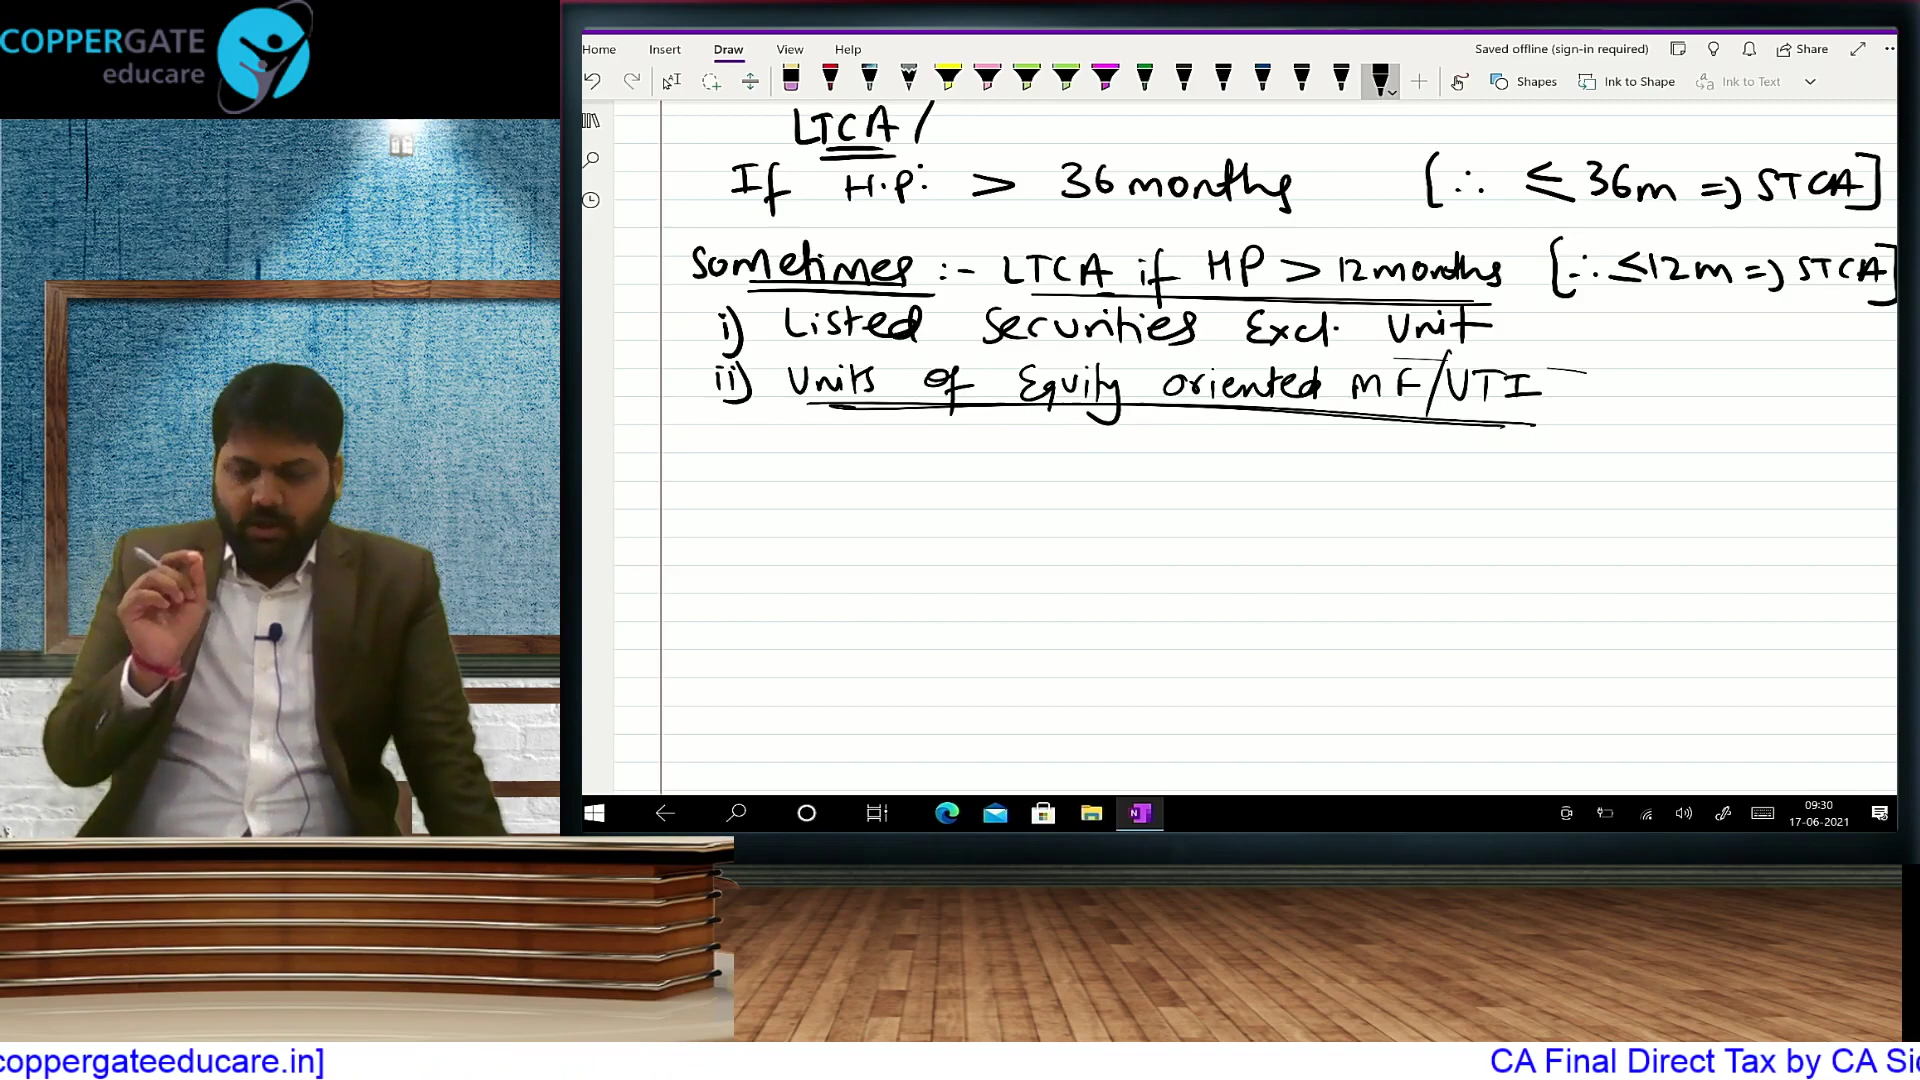 COPPERGATE
educare
Home Insert Draw View Help
Saved offline (sign-in required) Share
Shapes Ink to Shape Ink to Text
LTCA /
If H.P. > 36 months [∴ ≤ 36m => STCA]
Sometimes :- LTCA if HP > 12 months [∴ ≤12m => STCA]
i) Listed Securities Excl. Unit
ii) Units of Equity oriented MF/UTI
09:30
17-06-2021
coppergateeducare.in]
CA Final Direct Tax by CA